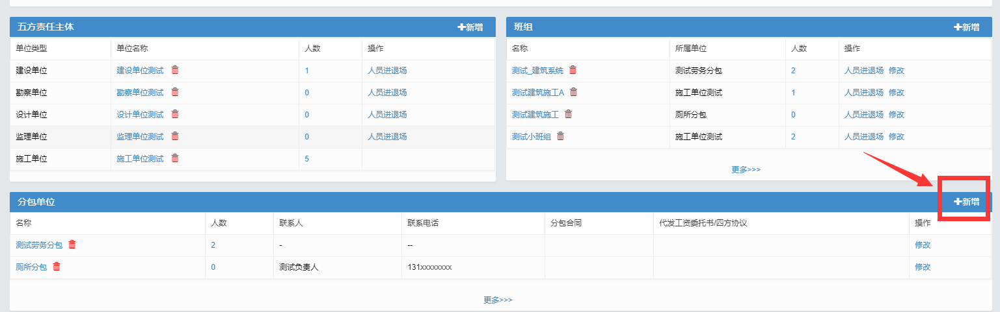 五方责任主体 新增
单位类型 单位名称 人数 操作
建设单位 建设单位测试 1 人员进退场
勘察单位 勘察单位测试 0 人员进退场
设计单位 设计单位测试 0 人员进退场
监理单位 监理单位测试 0 人员进退场
施工单位 施工单位测试 5
班组 新增
名称 所属单位 人数 操作
测试_建筑系统 测试劳务分包 2 人员进退场 修改
测试建筑施工A 施工单位测试 1 人员进退场 修改
测试建筑施工 厕所分包 0 人员进退场 修改
测试小班组 施工单位测试 2 人员进退场 修改
更多>>>
分包单位 新增
名称 人数 联系人 联系电话 分包合同 代发工资委托书/四方协议 操作
测试劳务分包 2 - -- 修改
厕所分包 0 测试负责人 131xxxxxxxx 修改
更多>>>